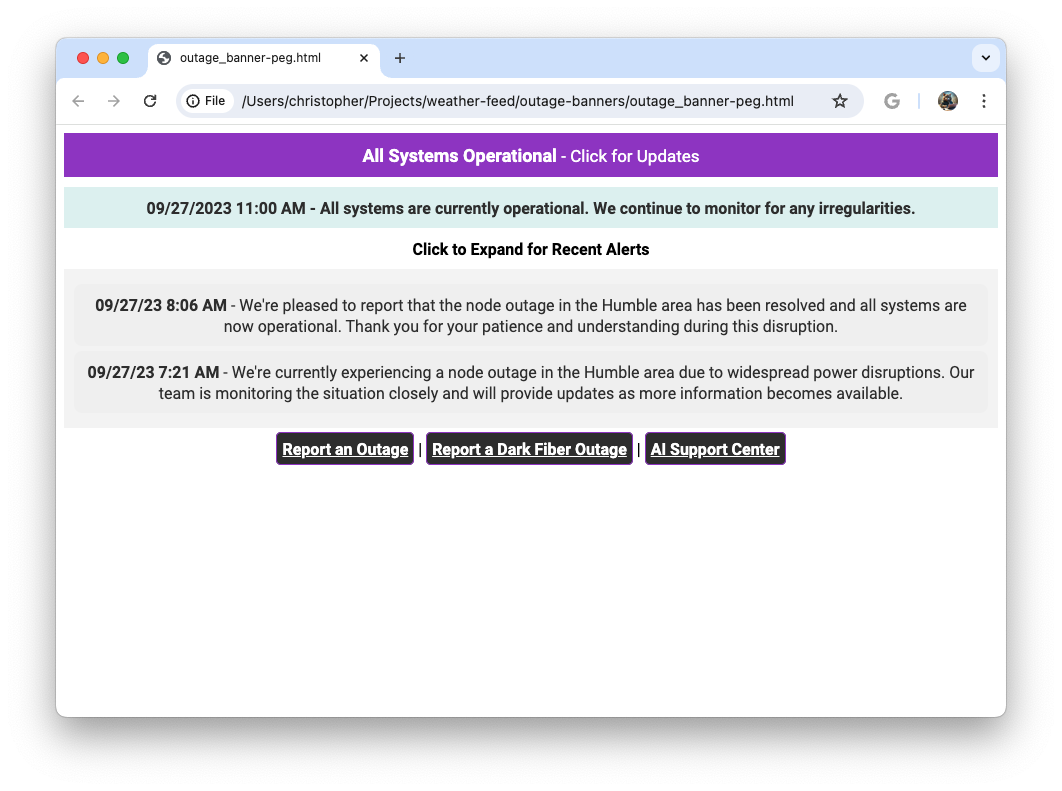 outage_banner-peg.html
File
/Users/christopher/Projects/weather-feed/outage-banners/outage_banner-peg.html
All Systems Operational - Click for Updates
09/27/2023 11:00 AM - All systems are currently operational. We continue to monitor for any irregularities.
Click to Expand for Recent Alerts
09/27/23 8:06 AM - We're pleased to report that the node outage in the Humble area has been resolved and all systems are
now operational. Thank you for your patience and understanding during this disruption.
09/27/23 7:21 AM - We're currently experiencing a node outage in the Humble area due to widespread power disruptions. Our
team is monitoring the situation closely and will provide updates as more information becomes available.
Report an Outage | Report a Dark Fiber Outage | AI Support Center